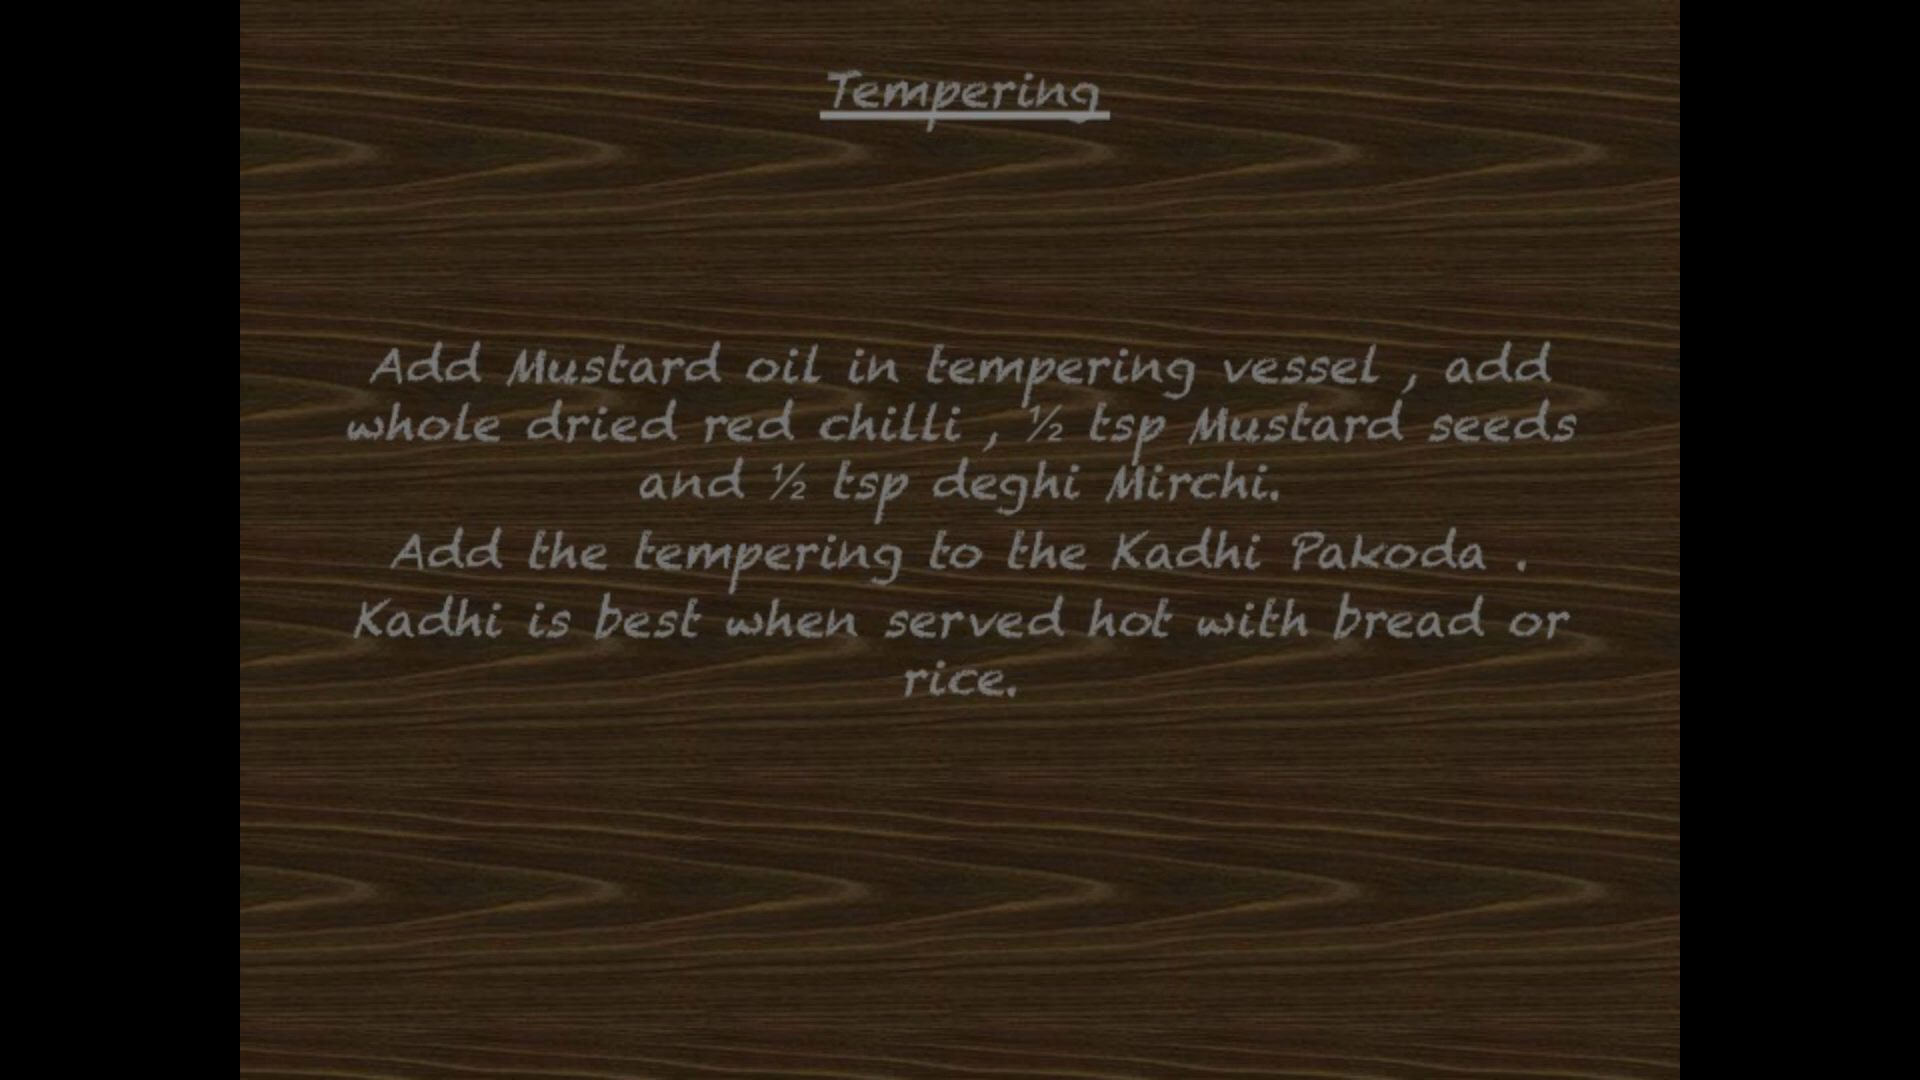 Tempering
Add Mustard oil in tempering vessel , add
whole dried red chilli , ½ tsp Mustard seeds
and ½ tsp deghi Mirchi.
Add the tempering to the Kadhi Pakoda .
Kadhi is best when served hot with bread or
rice.